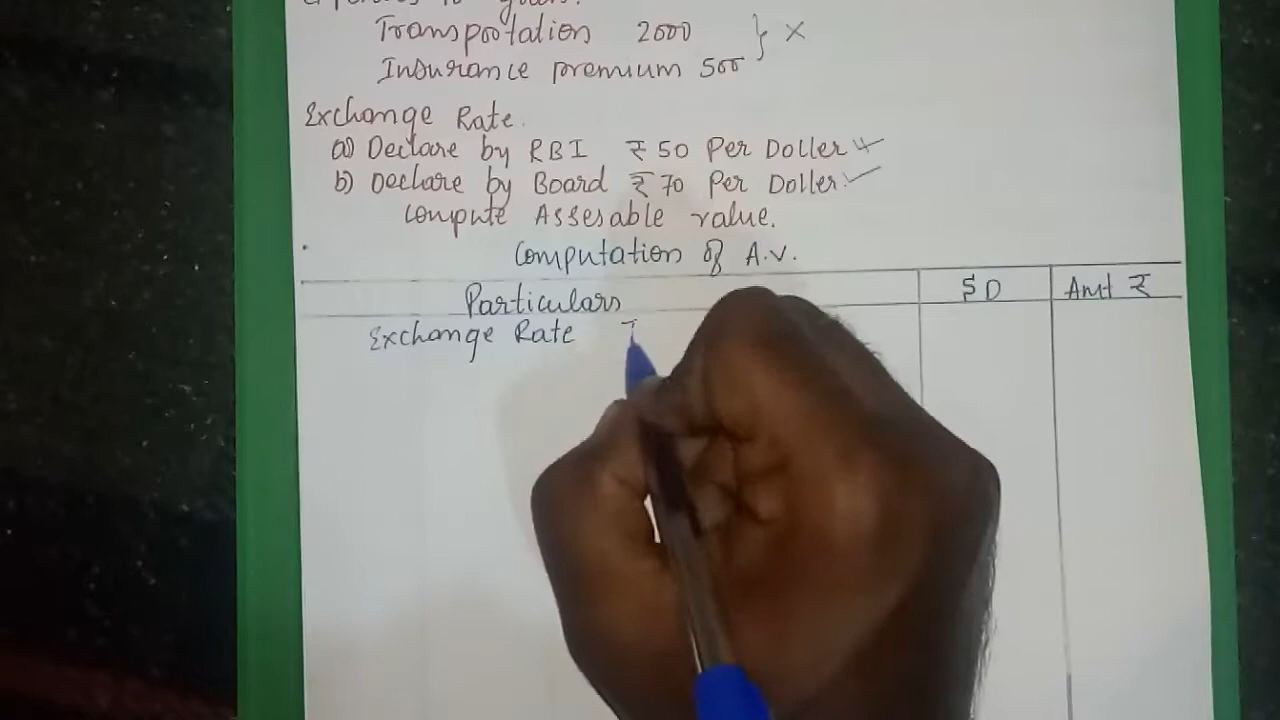 Transportation 2000 } ×
Insurance premium 500
Exchange Rate.
a) Declare by RBI ₹ 50 Per Doller
b) Declare by Board ₹ 70 Per Doller.
Compute Assesable value.
Computation of A.V.
Particulars $ D Amt ₹
Exchange Rate